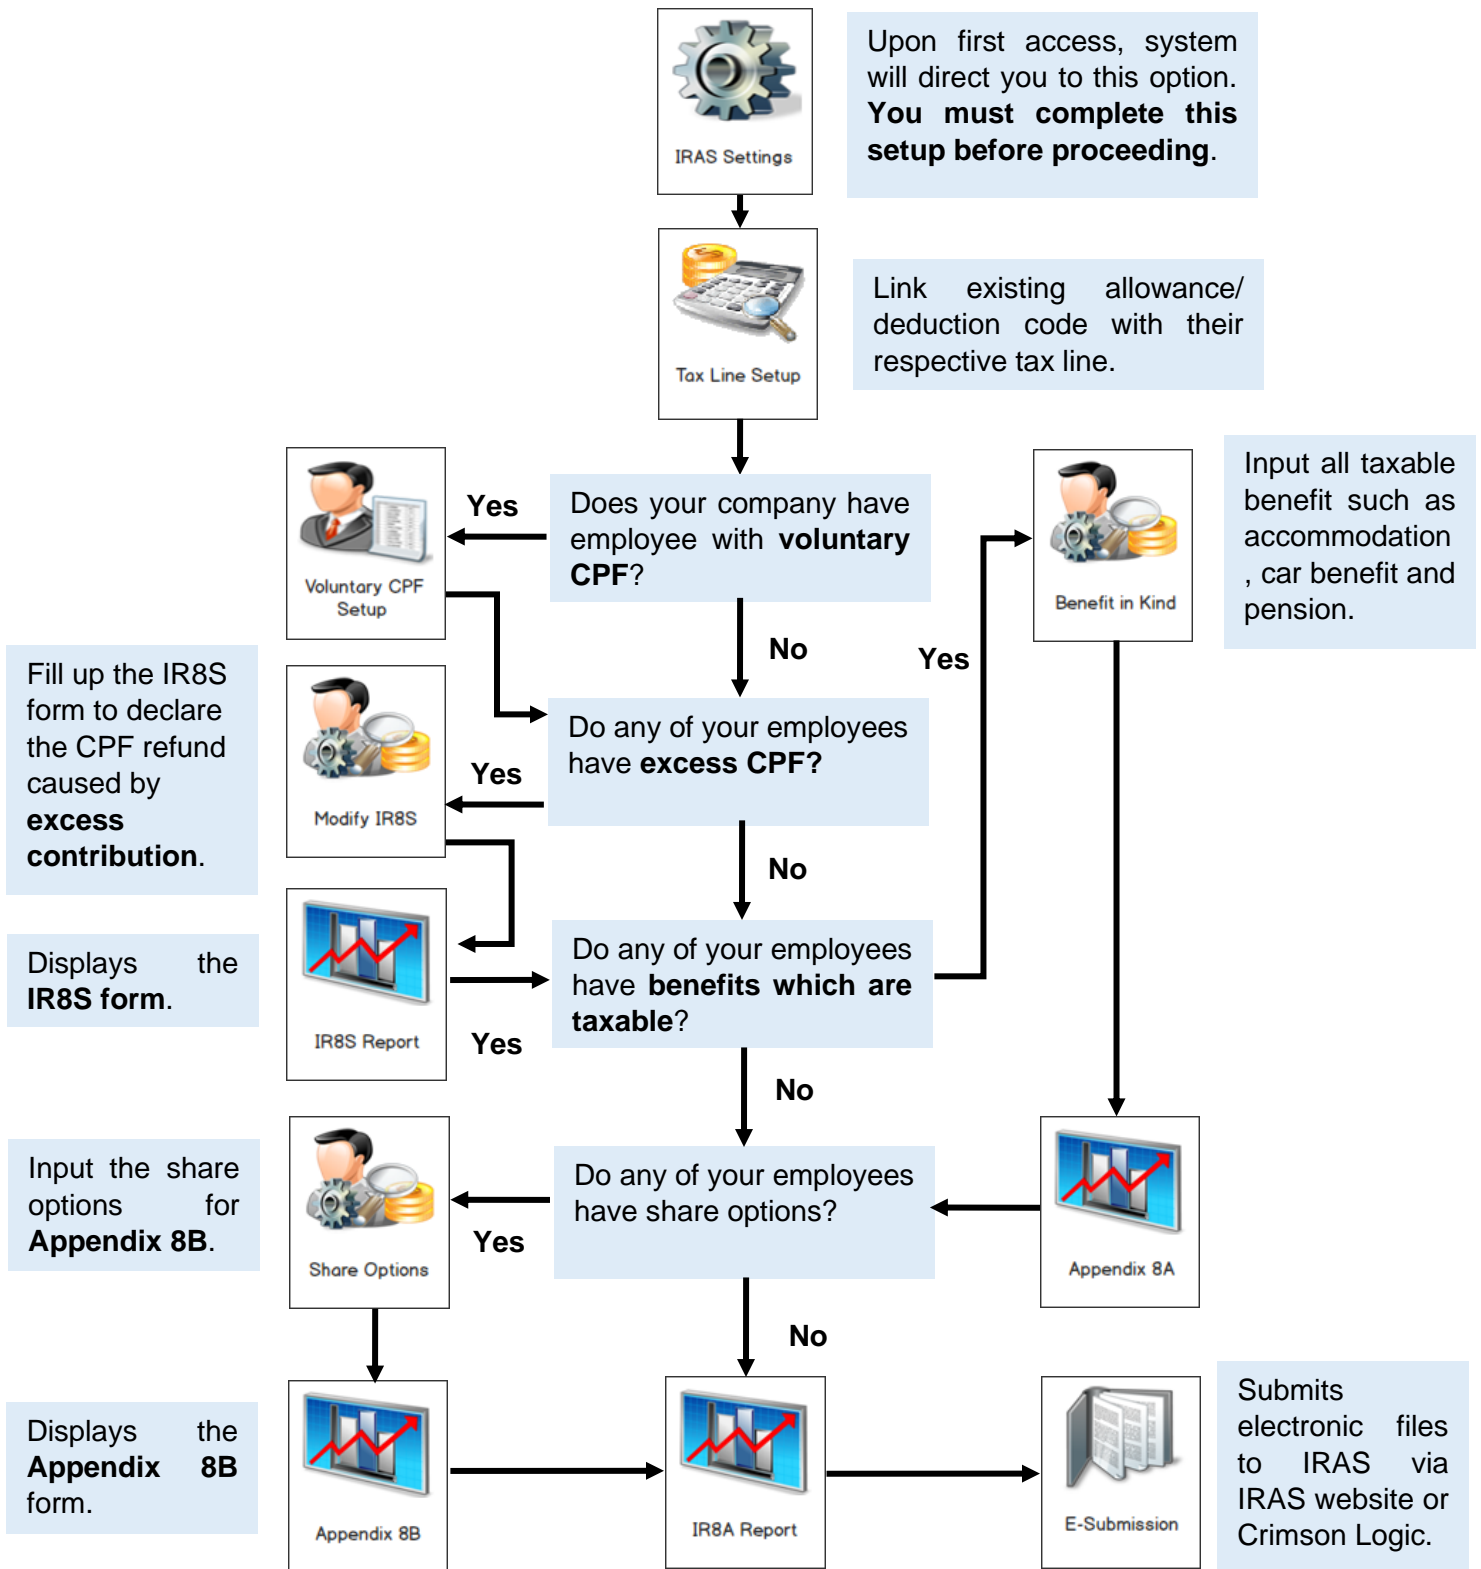 Upon first access, system
will direct you to this option.
You must complete this
setup before proceeding.
IRAS Settings
Link existing allowance/
deduction code with their
respective tax line.
Tax Line Setup
Yes
Does your company have
employee with voluntary
CPF?
Voluntary CPF
Setup
Benefit in Kind
Input all taxable
benefit such as
accommodation
, car benefit and
pension.
No
Yes
Fill up the IR8S
form to declare
the CPF refund
caused by
excess
contribution.
Modify IR8S
Yes
Do any of your employees
have excess CPF?
No
Displays the
IR8S form.
IR8S Report
Yes
Do any of your employees
have benefits which are
taxable?
No
Input the share
options for
Appendix 8B.
Share Options
Yes
Do any of your employees
have share options?
Appendix 8A
No
Displays the
Appendix 8B
form.
Appendix 8B
IR8A Report
E-Submission
Submits
electronic files
to IRAS via
IRAS website or
Crimson Logic.